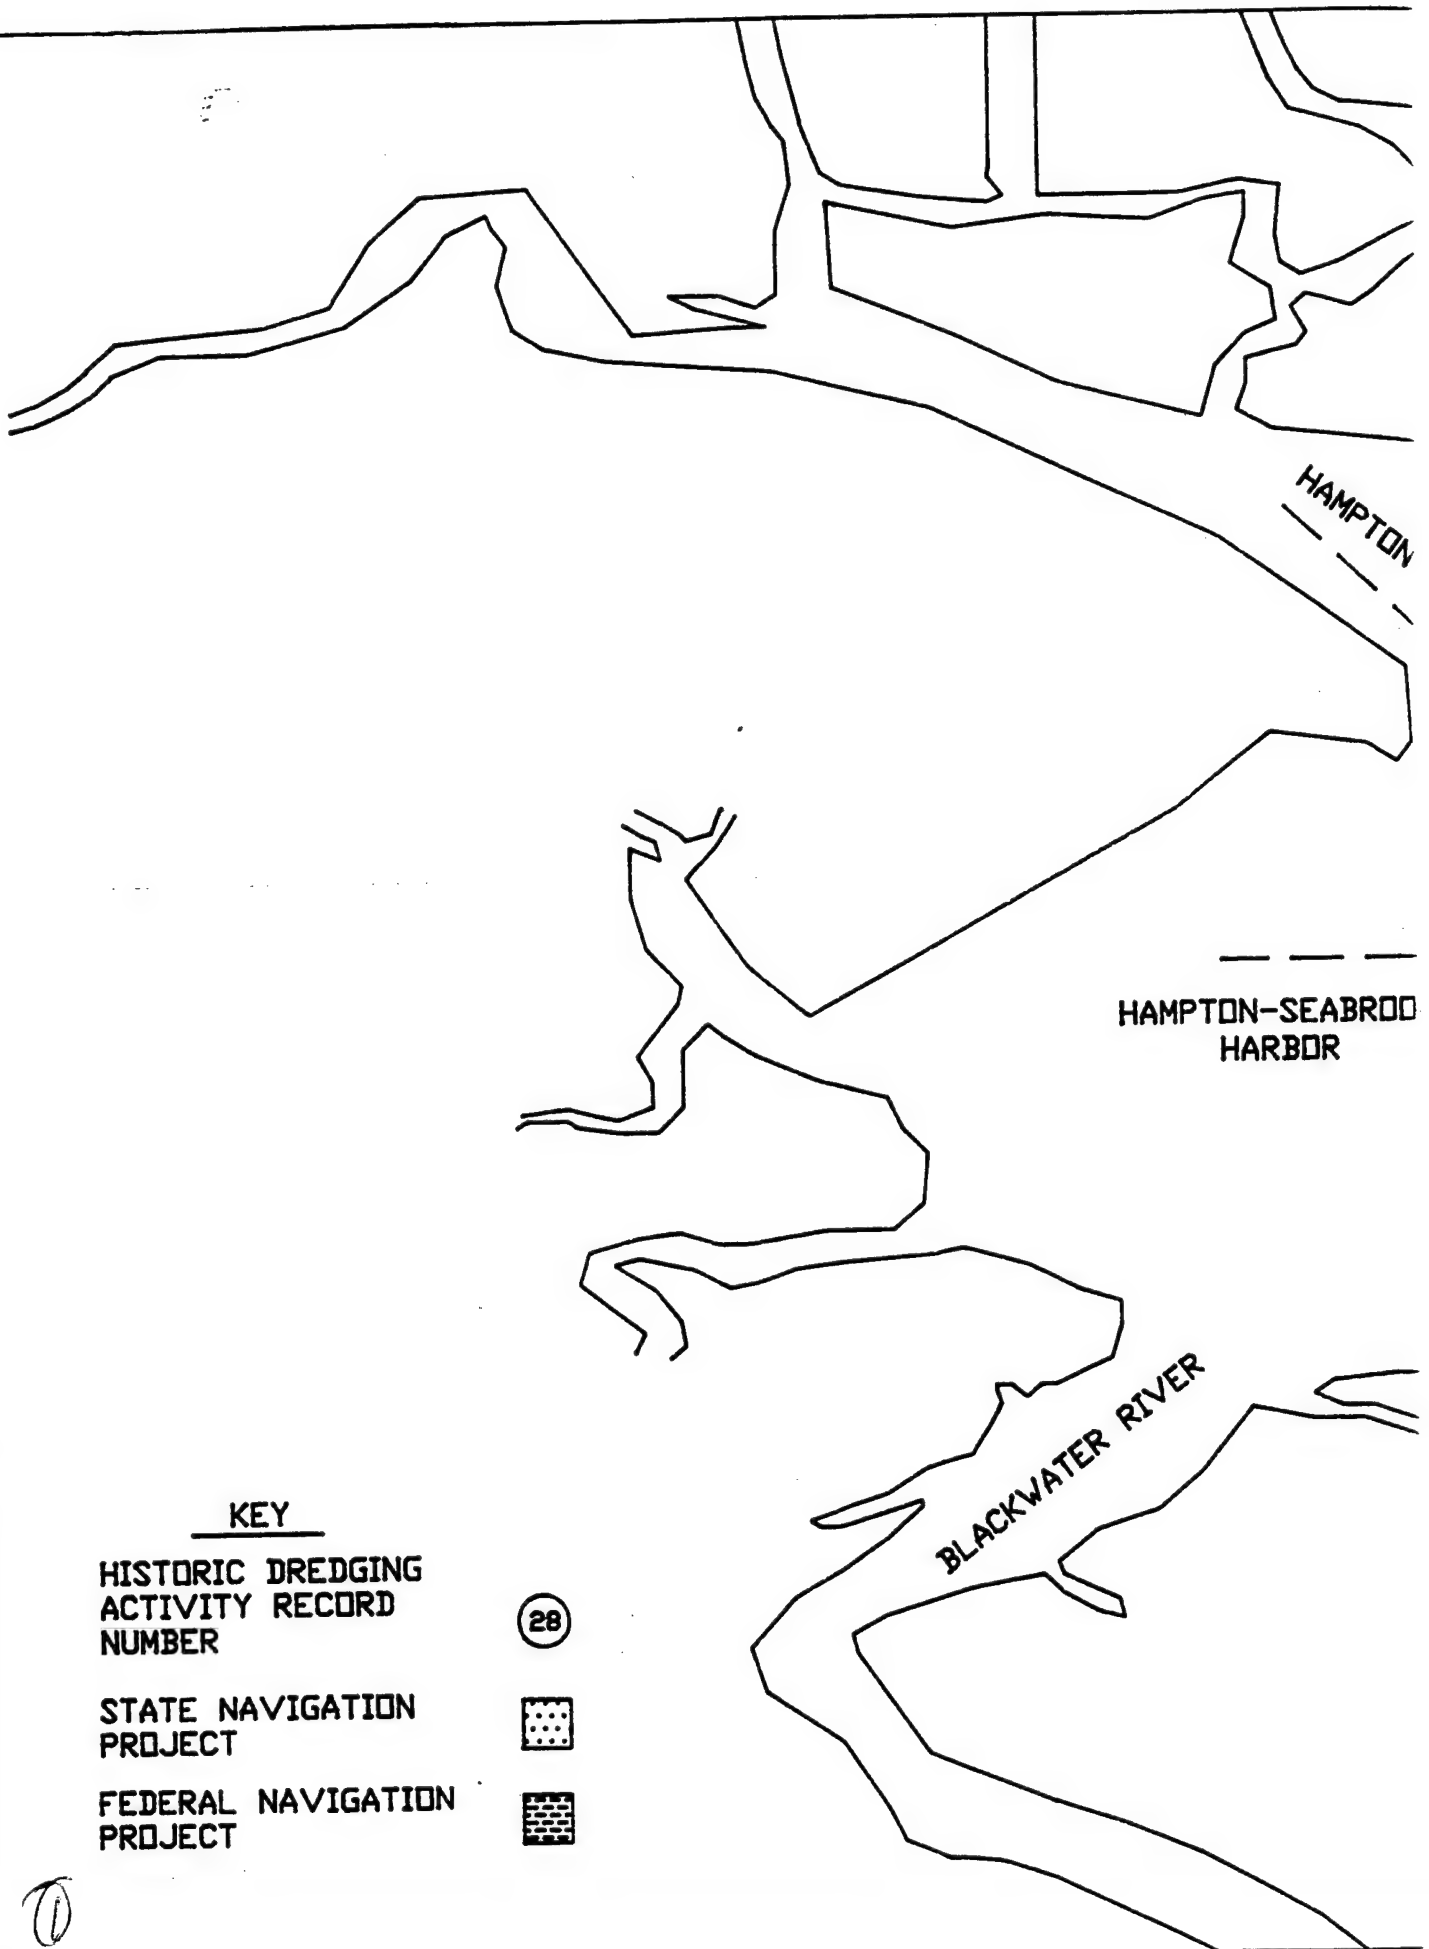 HAMPTON
HAMPTON-SEABROO
HARBOR
BLACKWATER RIVER
KEY
HISTORIC DREDGING
ACTIVITY RECORD
NUMBER
28
STATE NAVIGATION
PROJECT
FEDERAL NAVIGATION
PROJECT